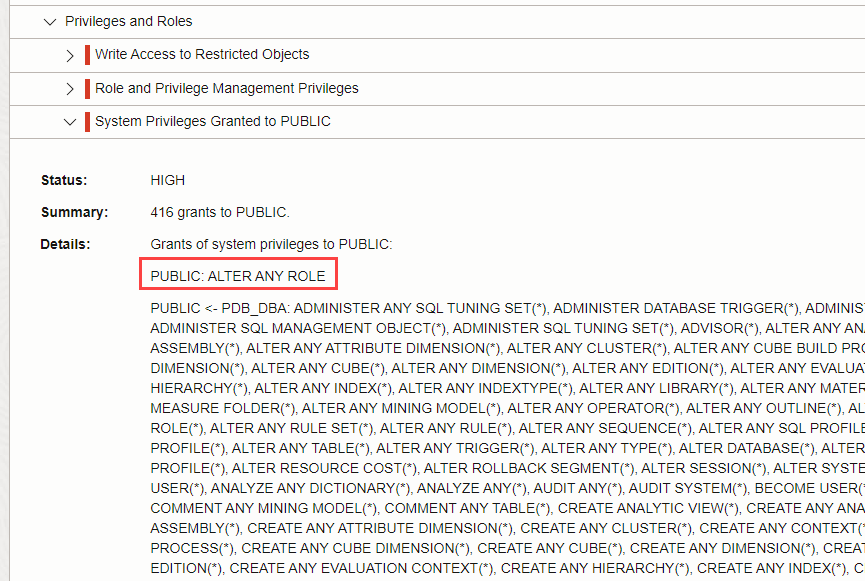 Privileges and Roles
Write Access to Restricted Objects
Role and Privilege Management Privileges
System Privileges Granted to PUBLIC
Status: HIGH
Summary: 416 grants to PUBLIC.
Details: Grants of system privileges to PUBLIC:
PUBLIC: ALTER ANY ROLE
PUBLIC <- PDB_DBA: ADMINISTER ANY SQL TUNING SET(*), ADMINISTER DATABASE TRIGGER(*), ADMINIS
ADMINISTER SQL MANAGEMENT OBJECT(*), ADMINISTER SQL TUNING SET(*), ADVISOR(*), ALTER ANY ANA
ASSEMBLY(*), ALTER ANY ATTRIBUTE DIMENSION(*), ALTER ANY CLUSTER(*), ALTER ANY CUBE BUILD PRO
DIMENSION(*), ALTER ANY CUBE(*), ALTER ANY DIMENSION(*), ALTER ANY EDITION(*), ALTER ANY EVALUA
HIERARCHY(*), ALTER ANY INDEX(*), ALTER ANY INDEXTYPE(*), ALTER ANY LIBRARY(*), ALTER ANY MATER
MEASURE FOLDER(*), ALTER ANY MINING MODEL(*), ALTER ANY OPERATOR(*), ALTER ANY OUTLINE(*), AL
ROLE(*), ALTER ANY RULE SET(*), ALTER ANY RULE(*), ALTER ANY SEQUENCE(*), ALTER ANY SQL PROFILE
PROFILE(*), ALTER ANY TABLE(*), ALTER ANY TRIGGER(*), ALTER ANY TYPE(*), ALTER DATABASE(*), ALTER
PROFILE(*), ALTER RESOURCE COST(*), ALTER ROLLBACK SEGMENT(*), ALTER SESSION(*), ALTER SYSTE
USER(*), ANALYZE ANY DICTIONARY(*), ANALYZE ANY(*), AUDIT ANY(*), AUDIT SYSTEM(*), BECOME USER(*
COMMENT ANY MINING MODEL(*), COMMENT ANY TABLE(*), CREATE ANALYTIC VIEW(*), CREATE ANY ANA
ASSEMBLY(*), CREATE ANY ATTRIBUTE DIMENSION(*), CREATE ANY CLUSTER(*), CREATE ANY CONTEXT(*
PROCESS(*), CREATE ANY CUBE DIMENSION(*), CREATE ANY CUBE(*), CREATE ANY DIMENSION(*), CREAT
EDITION(*), CREATE ANY EVALUATION CONTEXT(*), CREATE ANY HIERARCHY(*), CREATE ANY INDEX(*), C